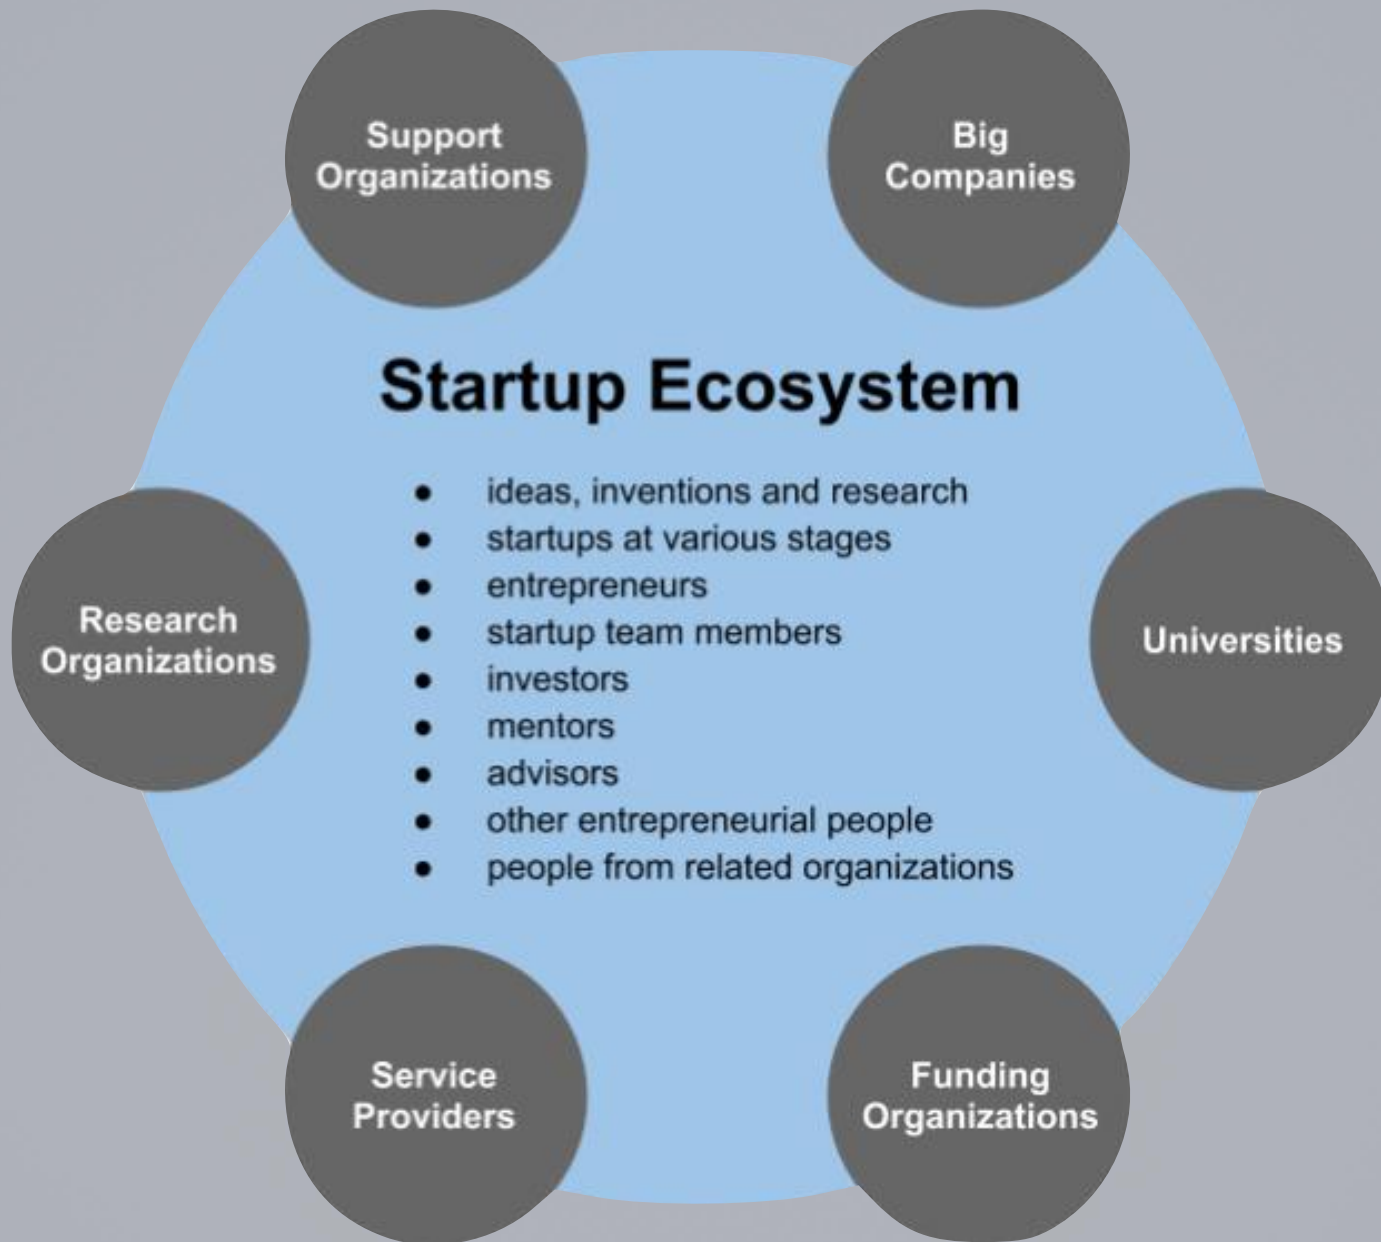 Support
Organizations
Big
Companies
Startup Ecosystem
● ideas, inventions and research
● startups at various stages
● entrepreneurs
● startup team members
● investors
● mentors
● advisors
● other entrepreneurial people
● people from related organizations
Research
Organizations
Universities
Service
Providers
Funding
Organizations